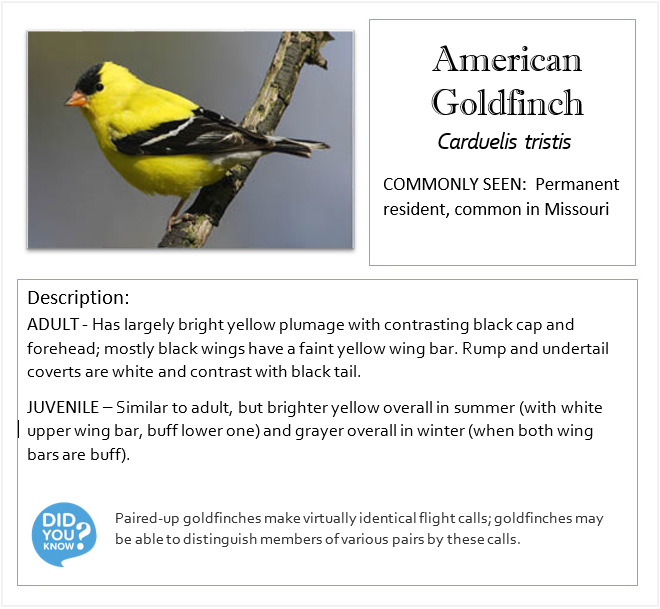 American
Goldfinch
Carduelis tristis
COMMONLY SEEN:  Permanent
resident, common in Missouri
Description:
ADULT - Has largely bright yellow plumage with contrasting black cap and
forehead; mostly black wings have a faint yellow wing bar. Rump and undertail
coverts are white and contrast with black tail.
JUVENILE – Similar to adult, but brighter yellow overall in summer (with white
upper wing bar, buff lower one) and grayer overall in winter (when both wing
bars are buff).
DID
YOU
KNOW?
Paired-up goldfinches make virtually identical flight calls; goldfinches may
be able to distinguish members of various pairs by these calls.